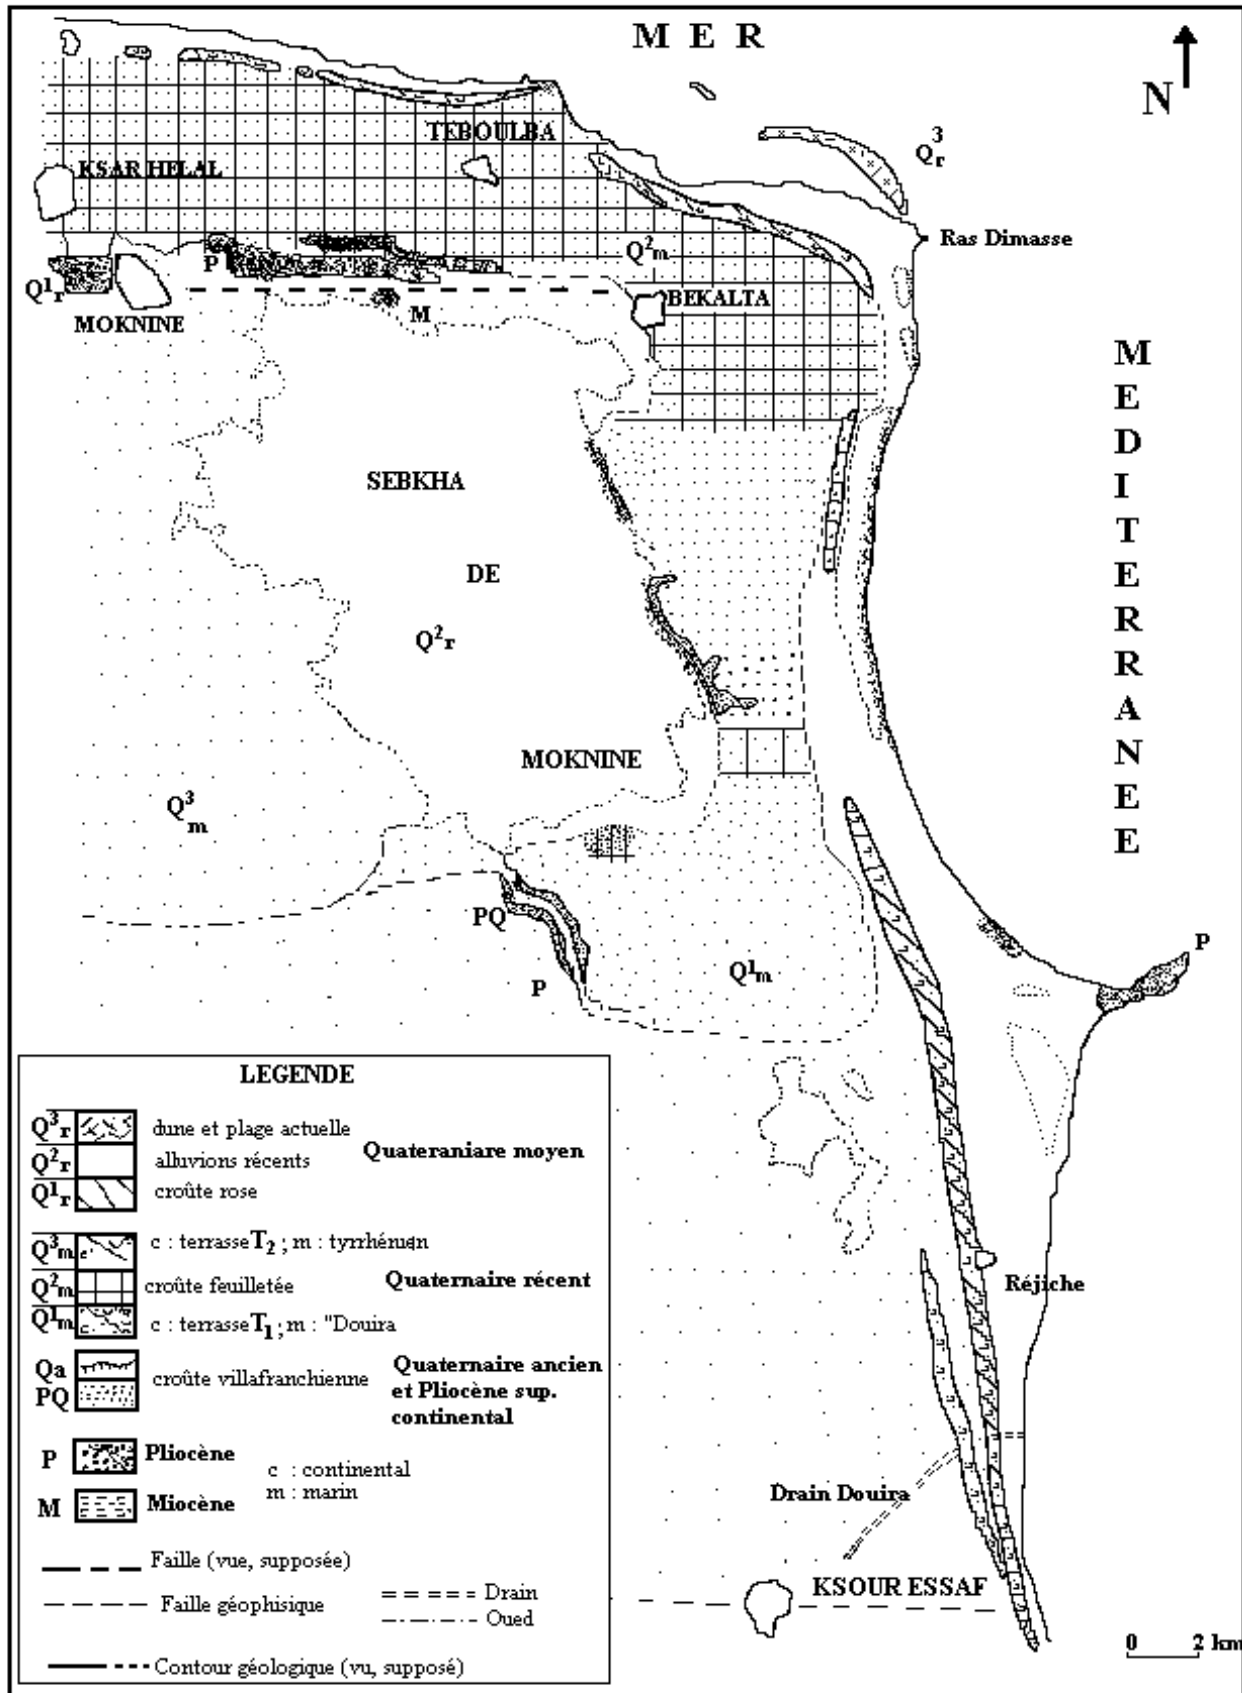 M E R
N
Q³r
TEBOULBA
KSAR HELAL
Ras Dimasse
Q²m
P
Q¹r
BEKALTA
M
MOKNINE
MEDITERRANEE
SEBKHA
DE
Q²r
MOKNINE
Q³m
PQ
P
Q¹m
P
LEGENDE
Q³r dune et plage actuelle
Q²r alluvions récents Quateraniare moyen
Q¹r croûte rose
Q³m c : terrasse T₂ ; m : tyrrhénien
Q²m croûte feuilletée Quaternaire récent
Q¹m c : terrasse T₁ ; m : "Douira
Qa
PQ croûte villafranchienne
Quaternaire ancien
et Pliocène sup.
continental
P Pliocène
c : continental
m : marin
M Miocène
Faille (vue, supposée)
Faille géophisique
Drain
Oued
Contour géologique (vu, supposé)
Réjiche
Drain Douira
KSOUR ESSAF
0 2 km